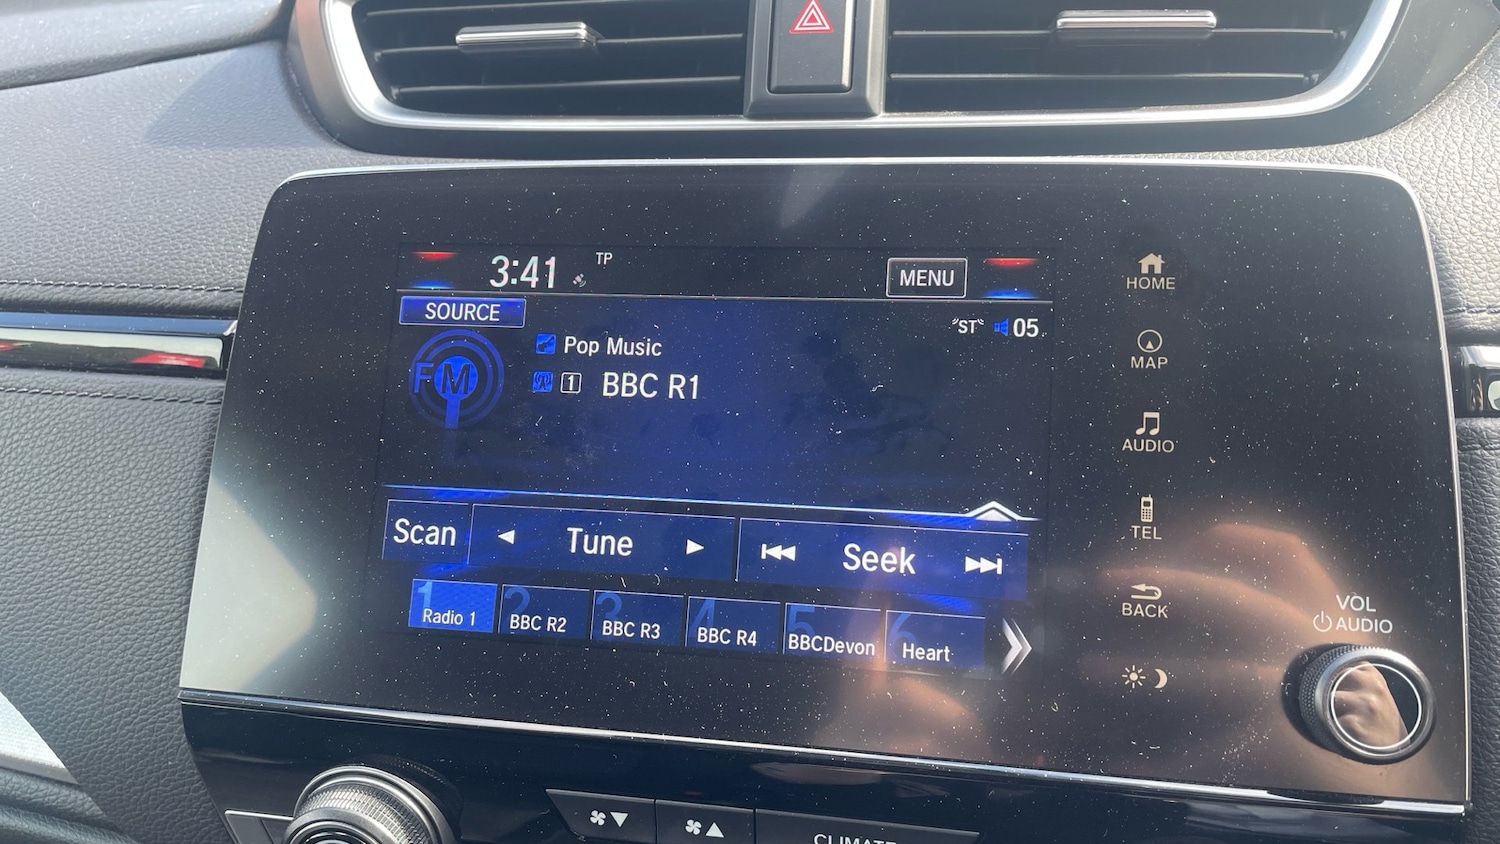 3:41 TP
MENU
SOURCE
"ST" 05
FM
Pop Music
1 BBC R1
Scan Tune Seek
1 Radio 1
2 BBC R2
3 BBC R3
4 BBC R4
5 BBCDevon
6 Heart
HOME
MAP
AUDIO
TEL
BACK
VOL
AUDIO
CLIMATE